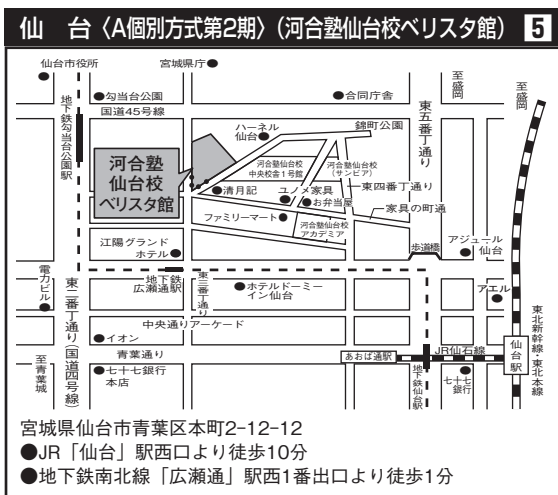 仙 台〈A個別方式第2期〉(河合塾仙台校ベリスタ館) 5
仙台市役所
宮城県庁
至盛岡
至盛岡
勾当台公園
合同庁舎
国道45号線
地下鉄勾当台公園駅
ハーネル仙台
錦町公園
東五番丁通り
河合塾仙台校ベリスタ館
河合塾仙台校
中央校舎1号館
河合塾仙台校
(サンピア)
清月記
ユノメ家具
東四番丁通り
お弁当屋
ファミリーマート
家具の町通
河合塾仙台校
アカデミア
江陽グランド
ホテル
歩道橋
アジュール
仙台
電力ビル
地下鉄
広瀬通駅
東三番丁通り
ホテルドーミー
イン仙台
アエル
東二番丁通り(国道四号線)
中央通りアーケード
イオン
東北新幹線・東北本線
至青葉城
青葉通り
あおば通駅
JR仙石線
仙台駅
七十七銀行
本店
地下鉄仙台駅
七十七
銀行
宮城県仙台市青葉区本町2-12-12
●JR「仙台」駅西口より徒歩10分
●地下鉄南北線「広瀬通」駅西1番出口より徒歩1分